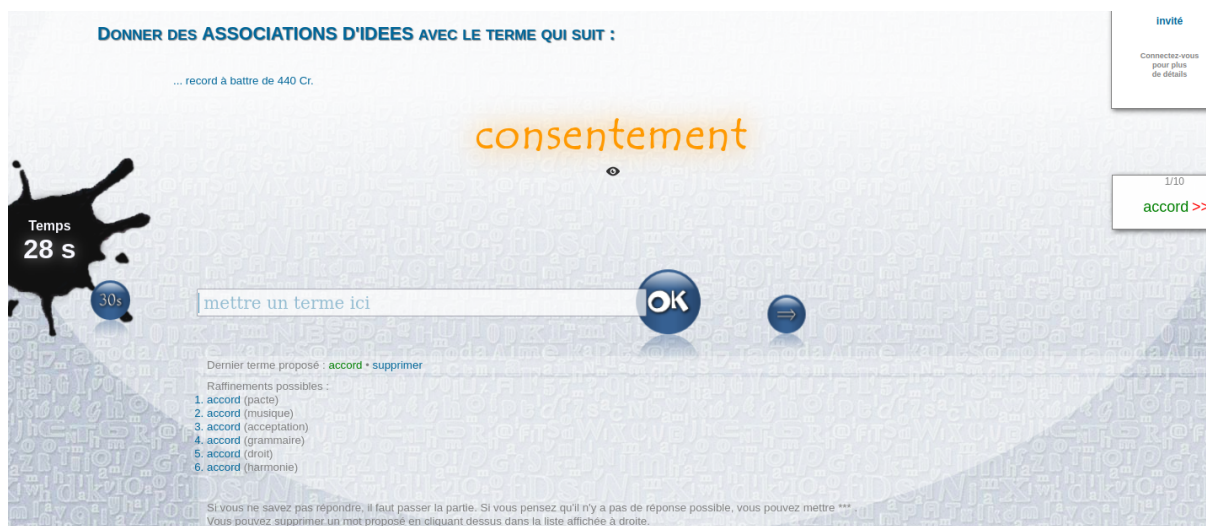 DONNER DES ASSOCIATIONS D'IDEES AVEC LE TERME QUI SUIT :
invité
Connectez-vous
pour plus
de détails
... record à battre de 440 Cr.
consentement
1/10
accord >>
Temps
28 s
30s
mettre un terme ici
OK
⇒
Dernier terme proposé : accord • supprimer
Raffinements possibles :
1. accord (pacte)
2. accord (musique)
3. accord (acceptation)
4. accord (grammaire)
5. accord (droit)
6. accord (harmonie)
Si vous ne savez pas répondre, il faut passer la partie. Si vous pensez qu'il n'y a pas de réponse possible, vous pouvez mettre *** .
Vous pouvez supprimer un mot proposé en cliquant dessus dans la liste affichée à droite.